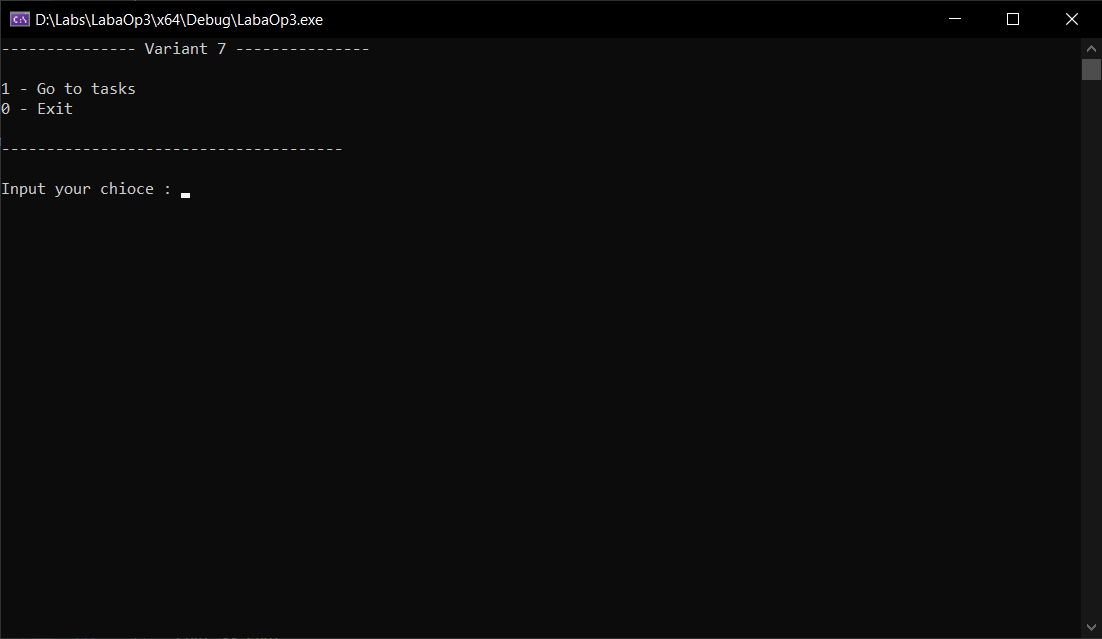 D:\Labs\LabaOp3\x64\Debug\LabaOp3.exe
--------------- Variant 7 ---------------
1 - Go to tasks
0 - Exit
--------------------------------------
Input your chioce :